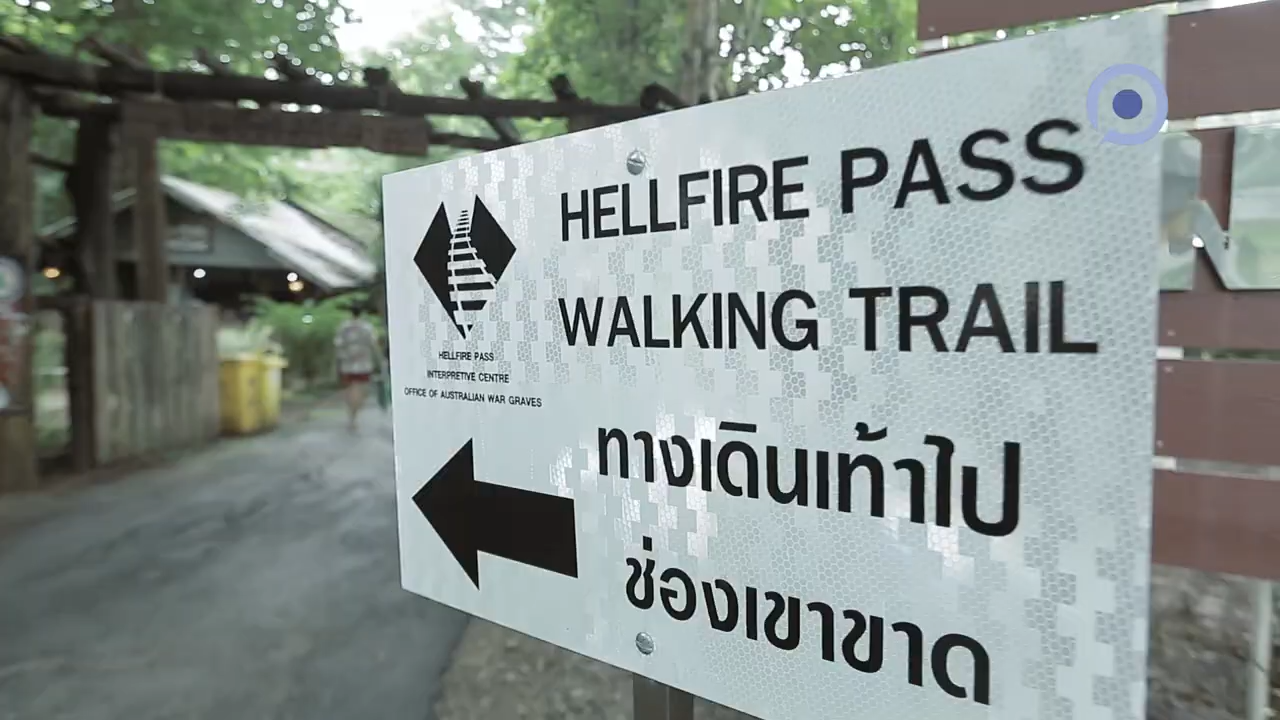 HELLFIRE PASS
WALKING TRAIL
HELLFIRE PASS
INTERPRETIVE CENTRE
OFFICE OF AUSTRALIAN WAR GRAVES
ทางเดินเท้าไป
ช่องเขาขาด